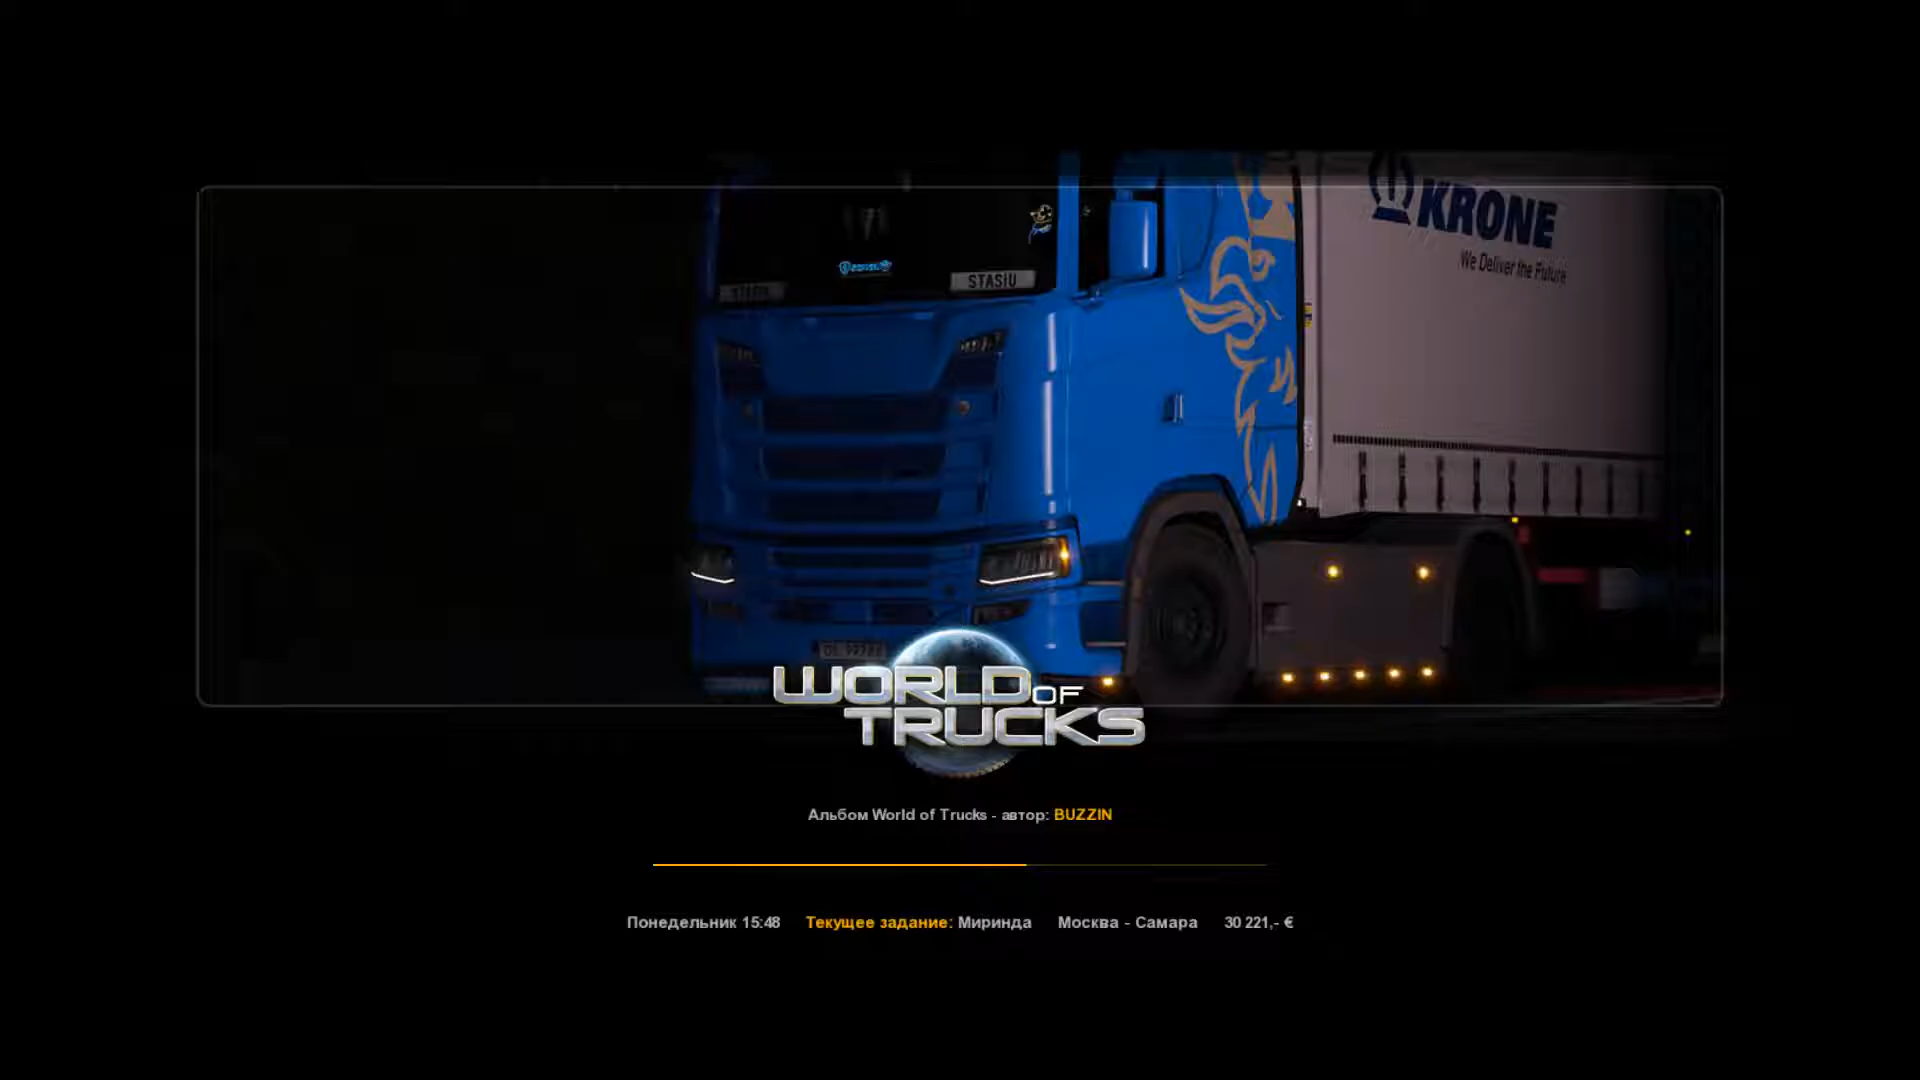 KRONE
We Deliver the Future
STASIU
WORLD OF
TRUCKS
Альбом World of Trucks - автор: BUZZIN
Понедельник 15:48 Текущее задание: Миринда Москва - Самара 30 221,- €